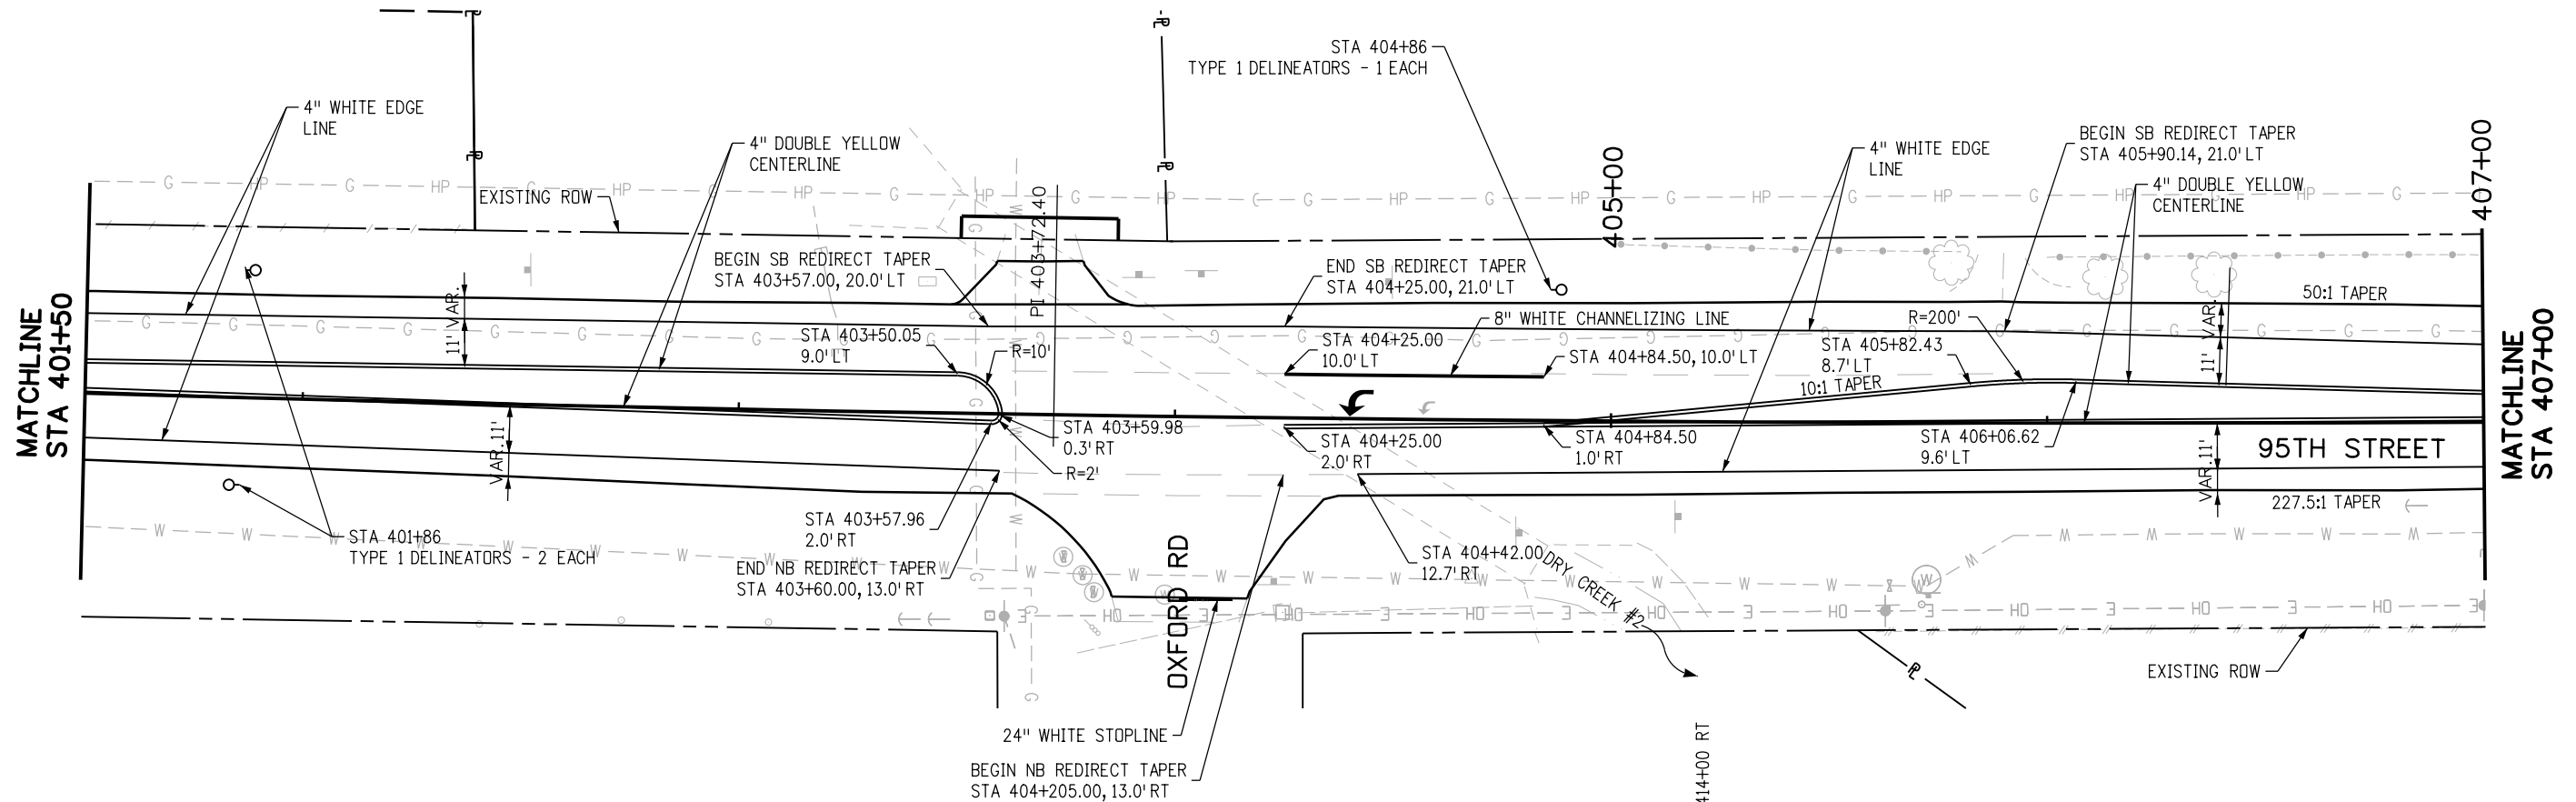 STA 404+86
TYPE 1 DELINEATORS - 1 EACH
4" WHITE EDGE
LINE
4" DOUBLE YELLOW
CENTERLINE
405+00
4" WHITE EDGE
LINE
BEGIN SB REDIRECT TAPER
STA 405+90.14, 21.0' LT
407+00
4" DOUBLE YELLOW
CENTERLINE
EXISTING ROW
PI 403+72.40
BEGIN SB REDIRECT TAPER
STA 403+57.00, 20.0' LT
END SB REDIRECT TAPER
STA 404+25.00, 21.0' LT
50:1 TAPER
MATCHLINE
STA 401+50
11' VAR.
STA 403+50.05
9.0' LT
R=10'
8" WHITE CHANNELIZING LINE
STA 404+25.00
10.0' LT
STA 404+84.50, 10.0' LT
R=200'
STA 405+82.43
8.7' LT
10:1 TAPER
11' VAR.
MATCHLINE
STA 407+00
VAR. 11'
STA 403+59.98
0.3' RT
R=2'
STA 404+25.00
2.0' RT
STA 404+84.50
1.0' RT
STA 406+06.62
9.6' LT
VAR. 11'
95TH STREET
227.5:1 TAPER
STA 403+57.96
2.0' RT
STA 401+86
TYPE 1 DELINEATORS - 2 EACH
END NB REDIRECT TAPER
STA 403+60.00, 13.0' RT
OXFORD RD
STA 404+42.00
12.7' RT
DRY CREEK #2
EXISTING ROW
24" WHITE STOPLINE
BEGIN NB REDIRECT TAPER
STA 404+205.00, 13.0' RT
414+00 RT